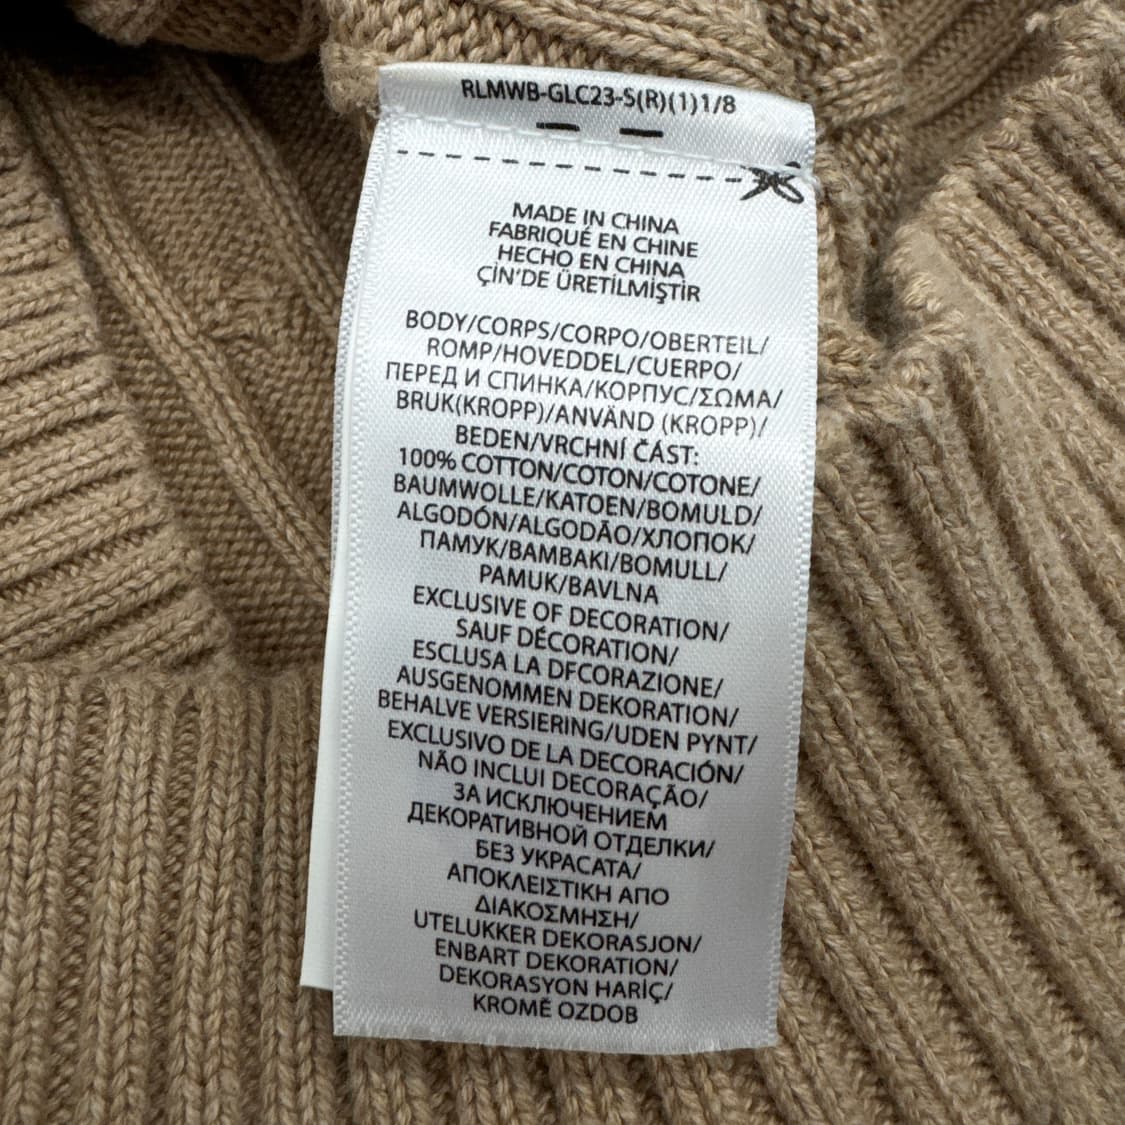 RLMWB-GLC23-S(R)(1)1/8
MADE IN CHINA
FABRIQUÉ EN CHINE
HECHO EN CHINA
ÇİN'DE ÜRETİLMİŞTİR
BODY/CORPS/CORPO/OBERTEIL/
ROMP/HOVEDDEL/CUERPO/
ПЕРЕД И СПИНКА/КОРПУС/ΣΩΜΑ/
BRUK(KROPP)/ANVÄND (KROPP)/
BEDEN/VRCHNÍ ČÁST:
100% COTTON/COTON/COTONE/
BAUMWOLLE/KATOEN/BOMULD/
ALGODÓN/ALGODÃO/ХЛОПОК/
ПАМУК/ΒΑΜΒΑΚΙ/BOMULL/
PAMUK/BAVLNA
EXCLUSIVE OF DECORATION/
SAUF DÉCORATION/
ESCLUSA LA DFCORAZIONE/
AUSGENOMMEN DEKORATION/
BEHALVE VERSIERING/UDEN PYNT/
EXCLUSIVO DE LA DECORACIÓN/
NÃO INCLUI DECORAÇÃO/
ЗА ИСКЛЮЧЕНИЕМ
ДЕКОРАТИВНОЙ ОТДЕЛКИ/
БЕЗ УКРАСАТА/
ΑΠΟΚΛΕΙΣΤΙΚΗ ΑΠΟ
ΔΙΑΚΟΣΜΗΣΗ/
UTELUKKER DEKORASJON/
ENBART DEKORATION/
DEKORASYON HARİÇ/
KROMĚ OZDOB